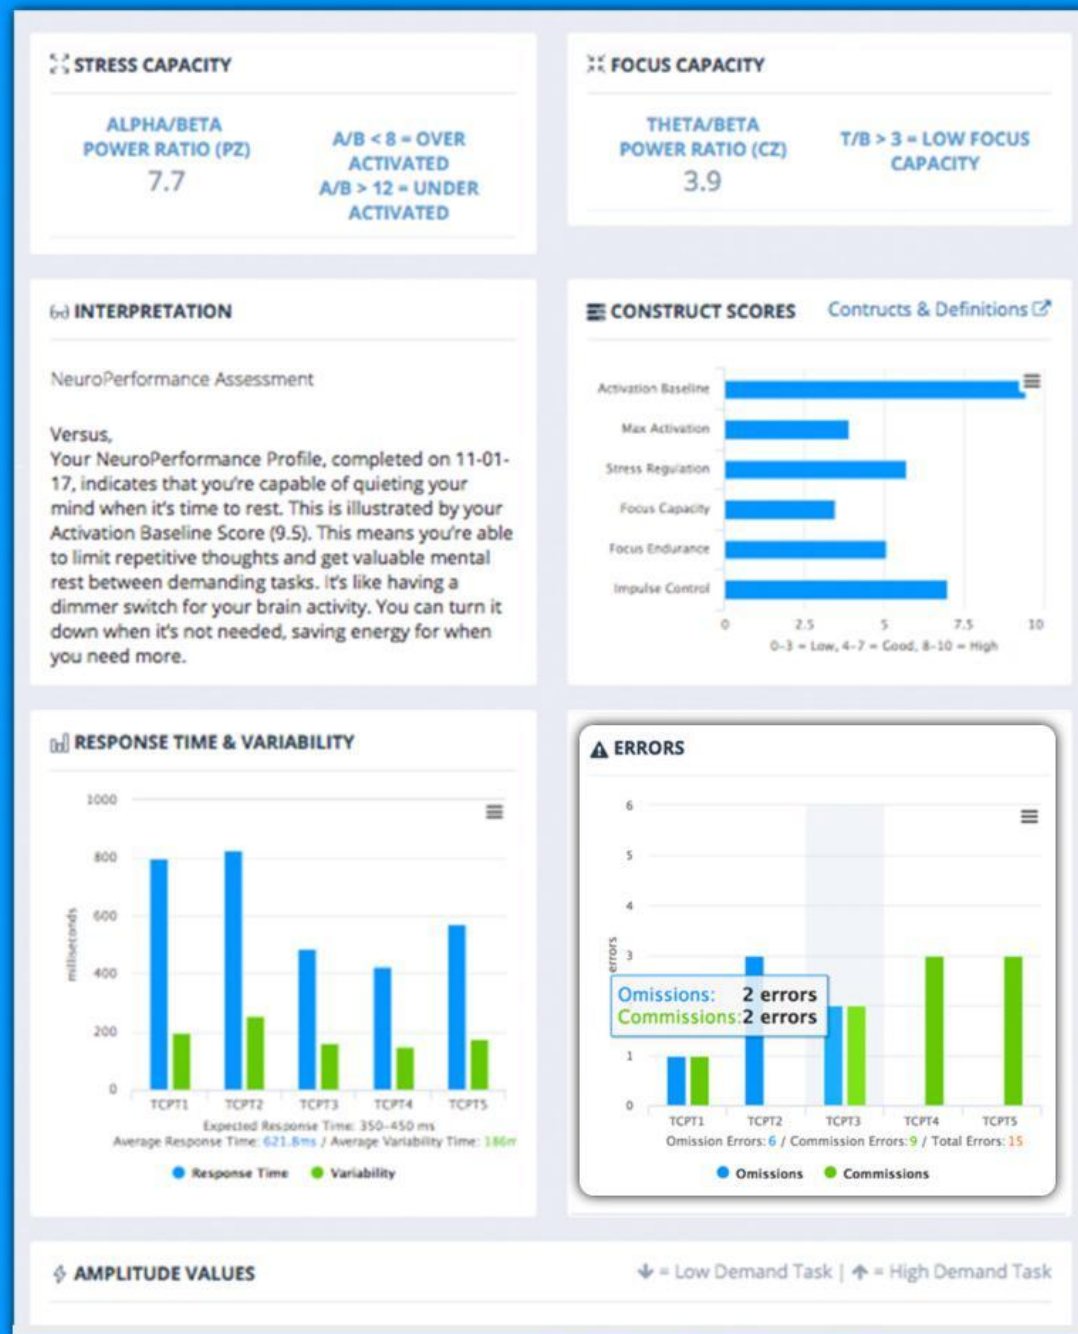 STRESS CAPACITY
ALPHA/BETA
POWER RATIO (PZ)
7.7
A/B < 8 = OVER
ACTIVATED
A/B > 12 = UNDER
ACTIVATED
FOCUS CAPACITY
THETA/BETA
POWER RATIO (CZ)
3.9
T/B > 3 = LOW FOCUS
CAPACITY
INTERPRETATION
NeuroPerformance Assessment
Versus,
Your NeuroPerformance Profile, completed on 11-01-
17, indicates that you're capable of quieting your
mind when it's time to rest. This is illustrated by your
Activation Baseline Score (9.5). This means you're able
to limit repetitive thoughts and get valuable mental
rest between demanding tasks. It's like having a
dimmer switch for your brain activity. You can turn it
down when it's not needed, saving energy for when
you need more.
CONSTRUCT SCORES Contructs & Definitions
Activation Baseline
Max Activation
Stress Regulation
Focus Capacity
Focus Endurance
Impulse Control
0 2.5 5 7.5 10
0-3 = Low, 4-7 = Good, 8-10 = High
RESPONSE TIME & VARIABILITY
1000
800
600
400
200
0
milliseconds
TCPT1 TCPT2 TCPT3 TCPT4 TCPT5
Expected Response Time: 350-450 ms
Average Response Time: 621.8ms / Average Variability Time: 186m
Response Time Variability
ERRORS
6
5
4
3
1
0
errors
Omissions: 2 errors
Commissions: 2 errors
TCPT1 TCPT2 TCPT3 TCPT4 TCPT5
Omission Errors: 6 / Commission Errors: 9 / Total Errors: 15
Omissions Commissions
AMPLITUDE VALUES
↓ = Low Demand Task | ↑ = High Demand Task